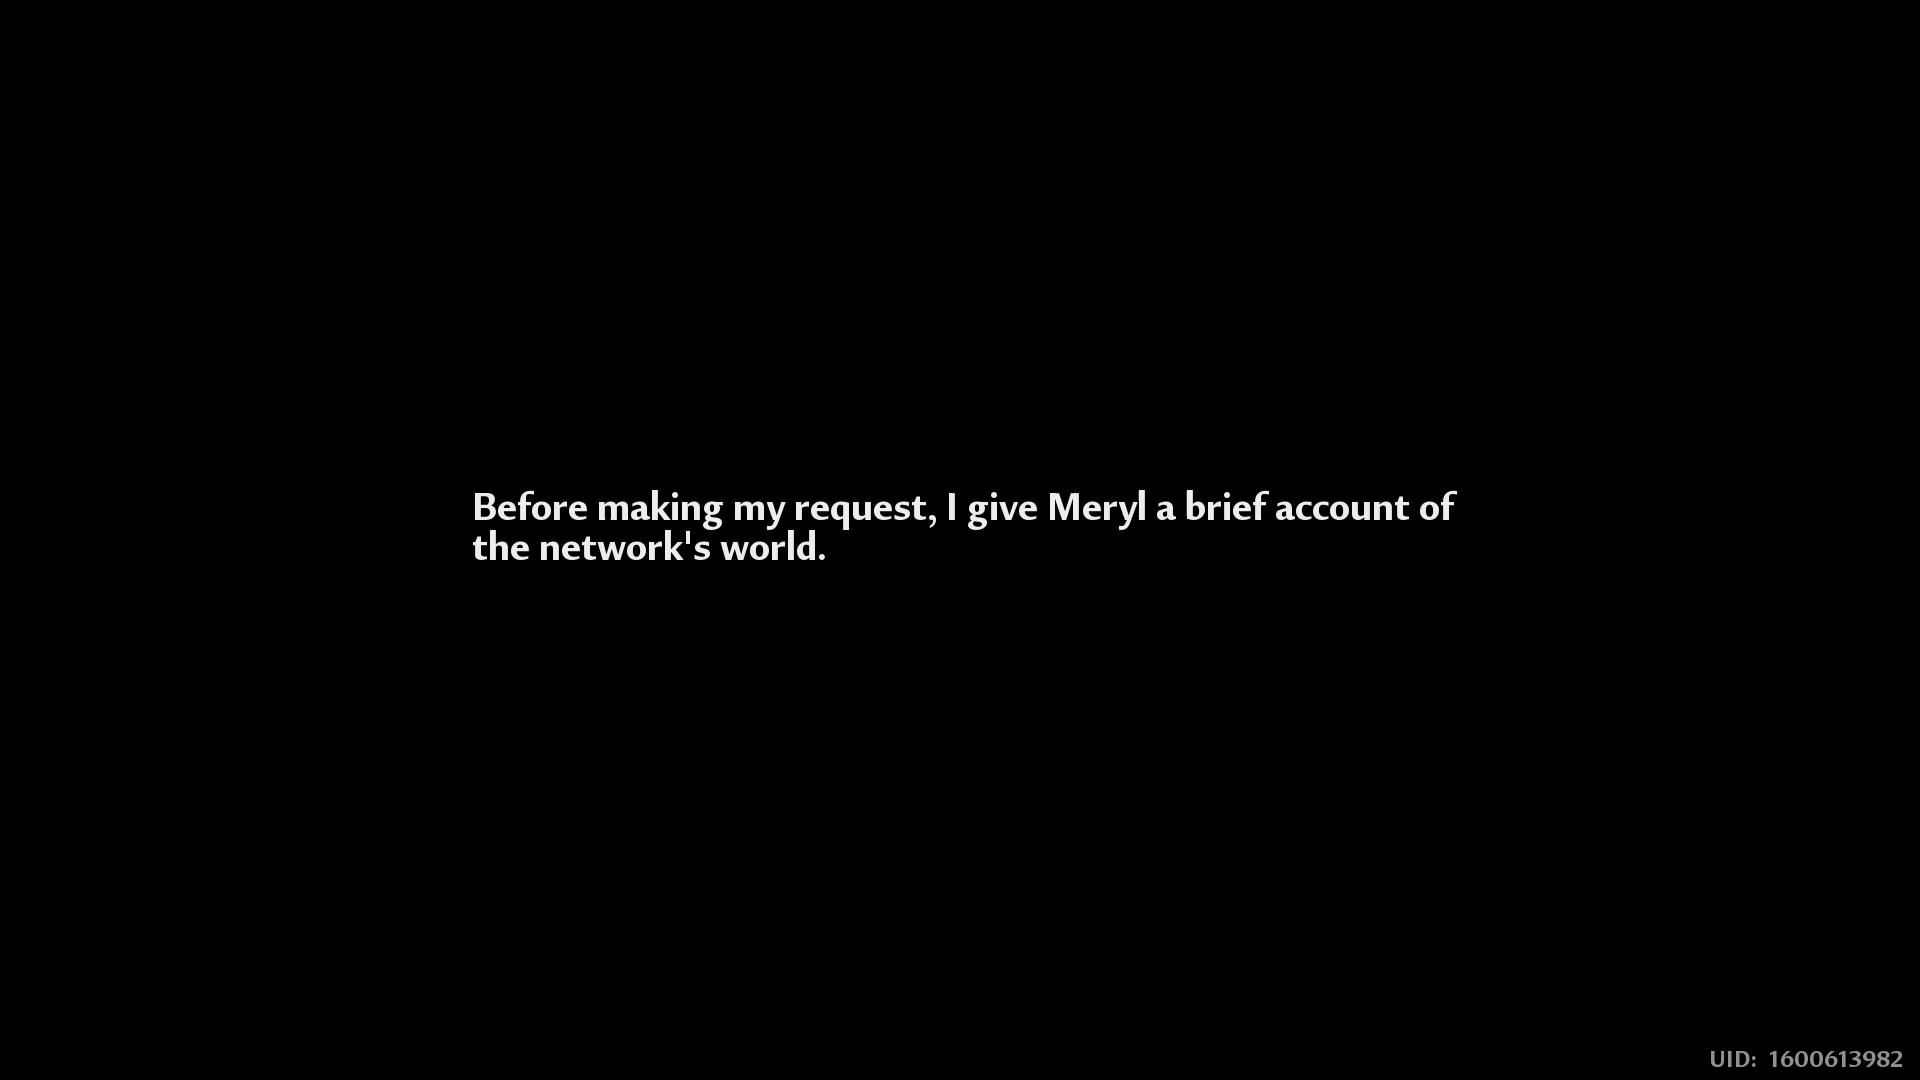 Before making my request, I give Meryl a brief account of
the network's world.
UID: 1600613982